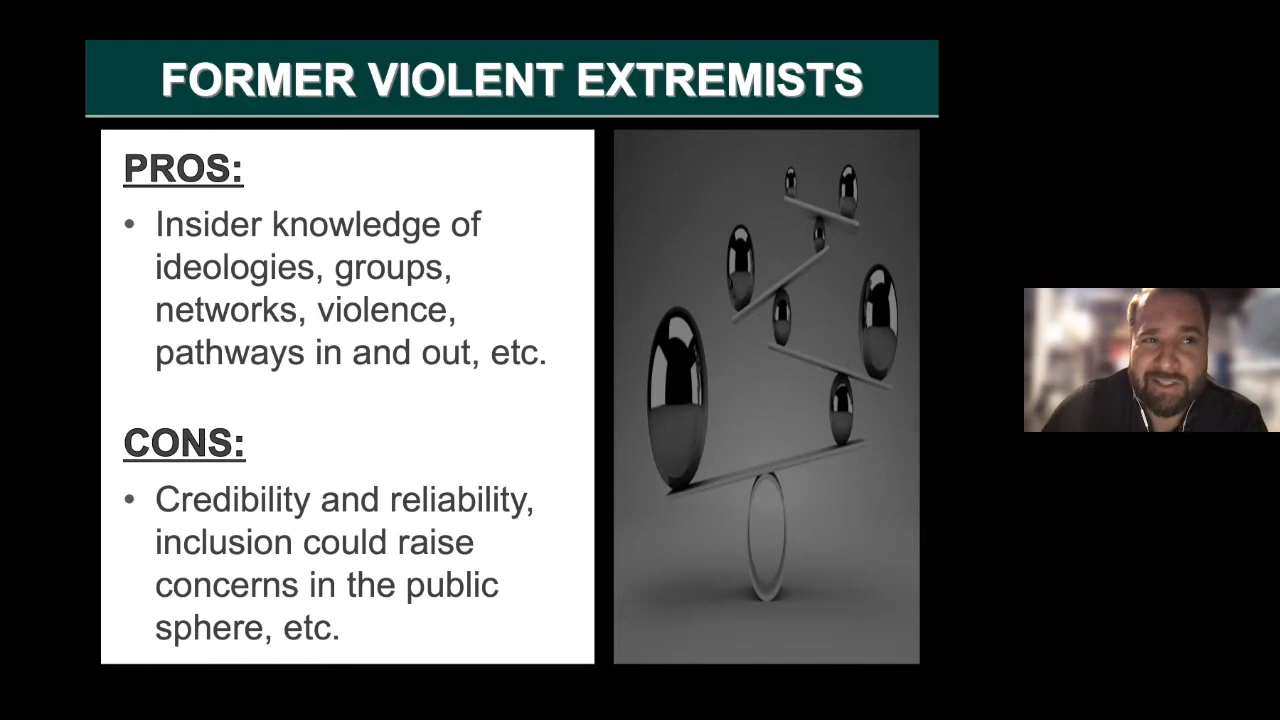 FORMER VIOLENT EXTREMISTS
PROS:
• Insider knowledge of
ideologies, groups,
networks, violence,
pathways in and out, etc.
CONS:
• Credibility and reliability,
inclusion could raise
concerns in the public
sphere, etc.